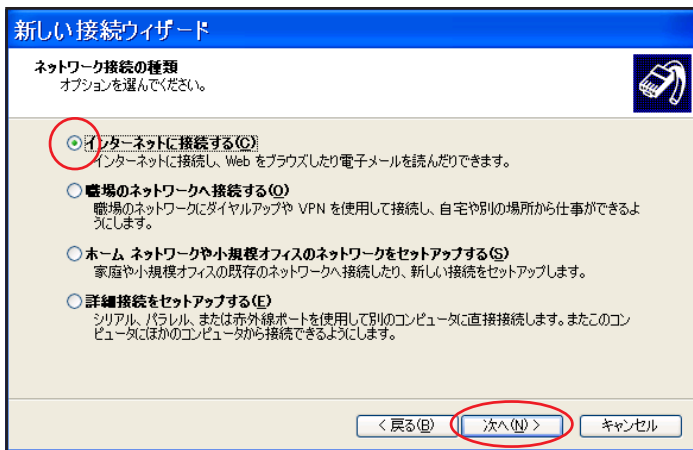 新しい接続ウィザード
ネットワーク接続の種類
オプションを選んでください。
インターネットに接続する(C)
インターネットに接続し、Web をブラウズしたり電子メールを読んだりできます。
職場のネットワークへ接続する(O)
職場のネットワークにダイヤルアップや VPN を使用して接続し、自宅や別の場所から仕事ができるよ
うにします。
ホーム ネットワークや小規模オフィスのネットワークをセットアップする(S)
家庭や小規模オフィスの既存のネットワークへ接続したり、新しい接続をセットアップします。
詳細接続をセットアップする(E)
シリアル、パラレル、または赤外線ポートを使用して別のコンピュータに直接接続します。またこのコン
ピュータにほかのコンピュータから接続できるようにします。
< 戻る(B) 次へ(N) > キャンセル